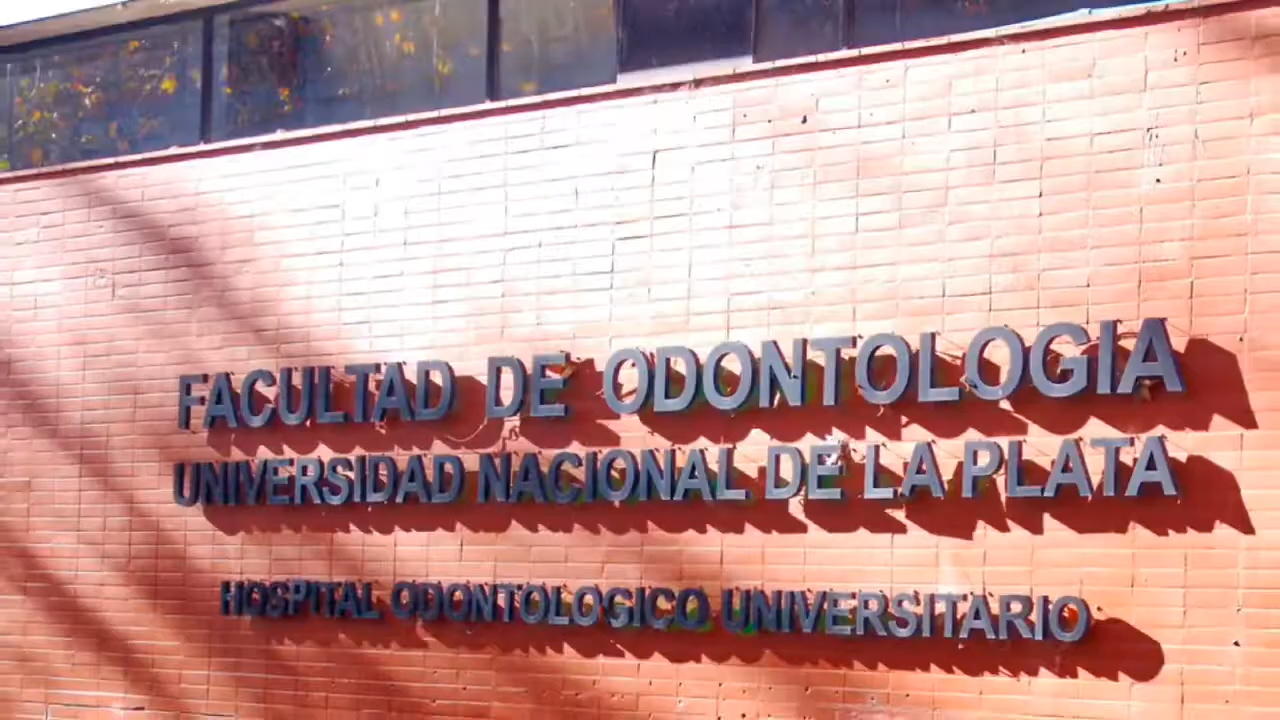 FACULTAD DE ODONTOLOGIA
UNIVERSIDAD NACIONAL DE LA PLATA
HOSPITAL ODONTOLOGICO UNIVERSITARIO